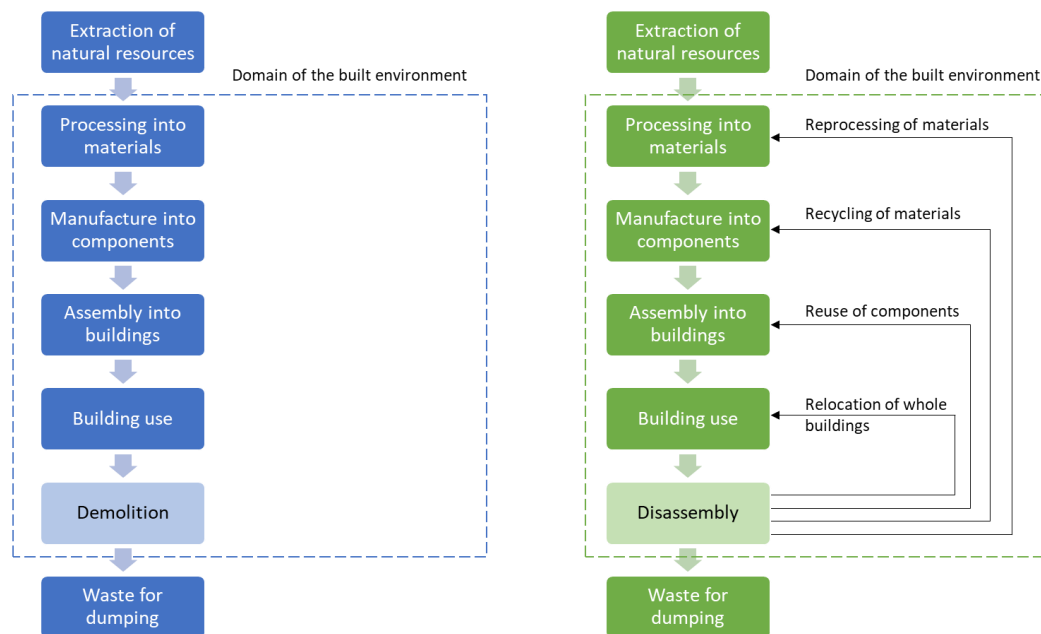 Extraction of
natural resources
Domain of the built environment
Processing into
materials
Manufacture into
components
Assembly into
buildings
Building use
Demolition
Waste for
dumping
Extraction of
natural resources
Domain of the built environment
Processing into
materials
Reprocessing of materials
Manufacture into
components
Recycling of materials
Assembly into
buildings
Reuse of components
Building use
Relocation of whole
buildings
Disassembly
Waste for
dumping